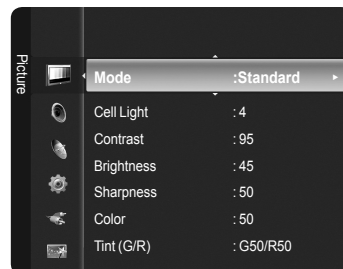 Picture
Mode :Standard
Cell Light : 4
Contrast : 95
Brightness : 45
Sharpness : 50
Color : 50
Tint (G/R) : G50/R50